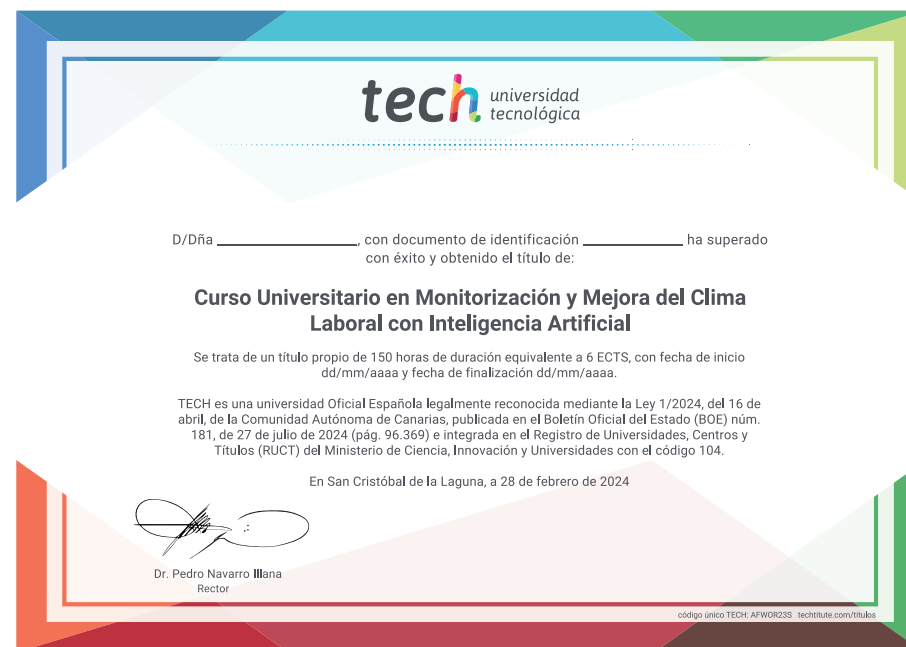 tech universidad
tecnológica
D/Dña ____________________, con documento de identificación ______________ ha superado
con éxito y obtenido el título de:
Curso Universitario en Monitorización y Mejora del Clima
Laboral con Inteligencia Artificial
Se trata de un título propio de 150 horas de duración equivalente a 6 ECTS, con fecha de inicio
dd/mm/aaaa y fecha de finalización dd/mm/aaaa.
TECH es una universidad Oficial Española legalmente reconocida mediante la Ley 1/2024, del 16 de
abril, de la Comunidad Autónoma de Canarias, publicada en el Boletín Oficial del Estado (BOE) núm.
181, de 27 de julio de 2024 (pág. 96.369) e integrada en el Registro de Universidades, Centros y
Títulos (RUCT) del Ministerio de Ciencia, Innovación y Universidades con el código 104.
En San Cristóbal de la Laguna, a 28 de febrero de 2024
Dr. Pedro Navarro Illana
Rector
código único TECH: AFWOR23S techtitute.com/titulos